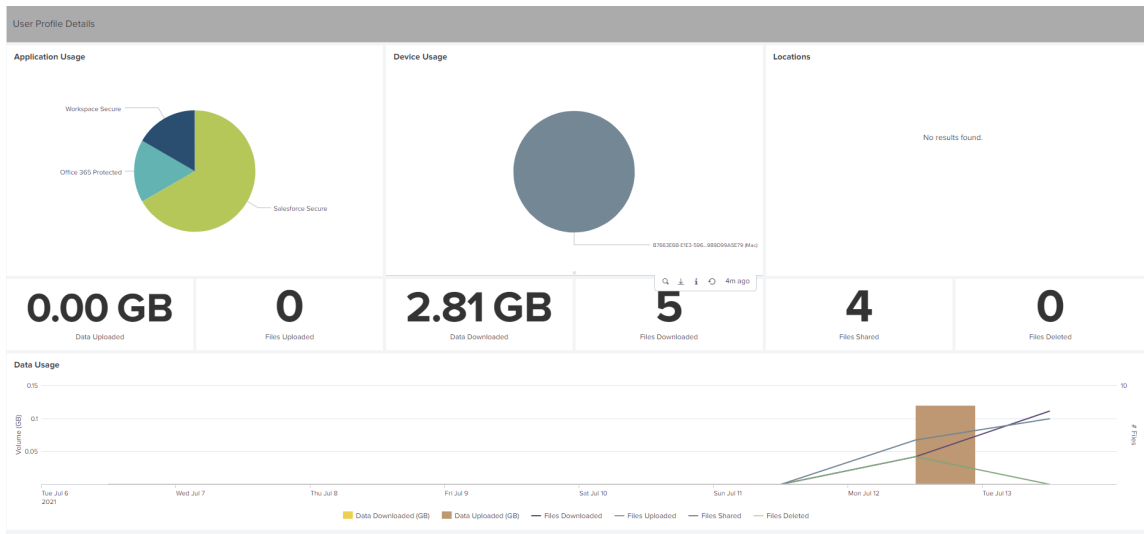 User Profile Details
Application Usage
Device Usage
Locations
Workspace Secure
Office 365 Protected
Salesforce Secure
No results found.
4m ago
0.00 GB
Data Uploaded
0
Files Uploaded
2.81 GB
Data Downloaded
5
Files Downloaded
4
Files Shared
0
Files Deleted
Data Usage
0.15
0.1
0.05
Volume (GB)
10
# Files
Tue Jul 6
2021
Wed Jul 7
Thu Jul 8
Fri Jul 9
Sat Jul 10
Sun Jul 11
Mon Jul 12
Tue Jul 13
Data Downloaded (GB)
Data Uploaded (GB)
Files Downloaded
Files Uploaded
Files Shared
Files Deleted